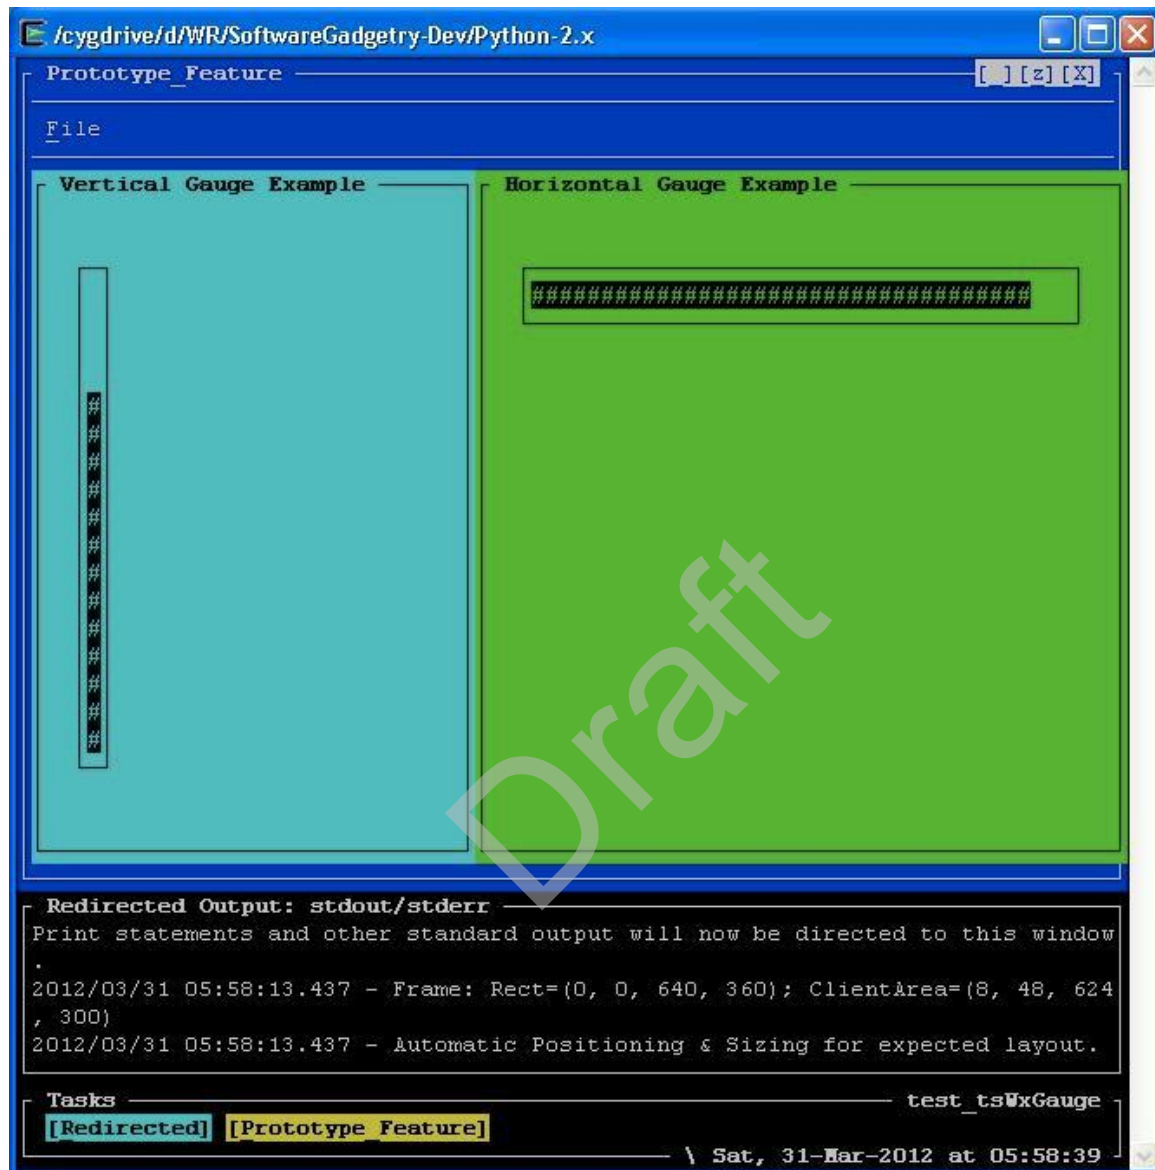 /cygdrive/d/WR/SoftwareGadgetry-Dev/Python-2.x
Prototype_Feature [_][z][X]
File
Vertical Gauge Example
Horizontal Gauge Example
####################################
#
#
#
#
#
#
#
#
#
#
#
#
#
Draft
Redirected Output: stdout/stderr
Print statements and other standard output will now be directed to this window
.
2012/03/31 05:58:13.437 - Frame: Rect=(0, 0, 640, 360); ClientArea=(8, 48, 624
, 300)
2012/03/31 05:58:13.437 - Automatic Positioning & Sizing for expected layout.
Tasks test_tsWxGauge
[Redirected] [Prototype_Feature]
\ Sat, 31-Mar-2012 at 05:58:39